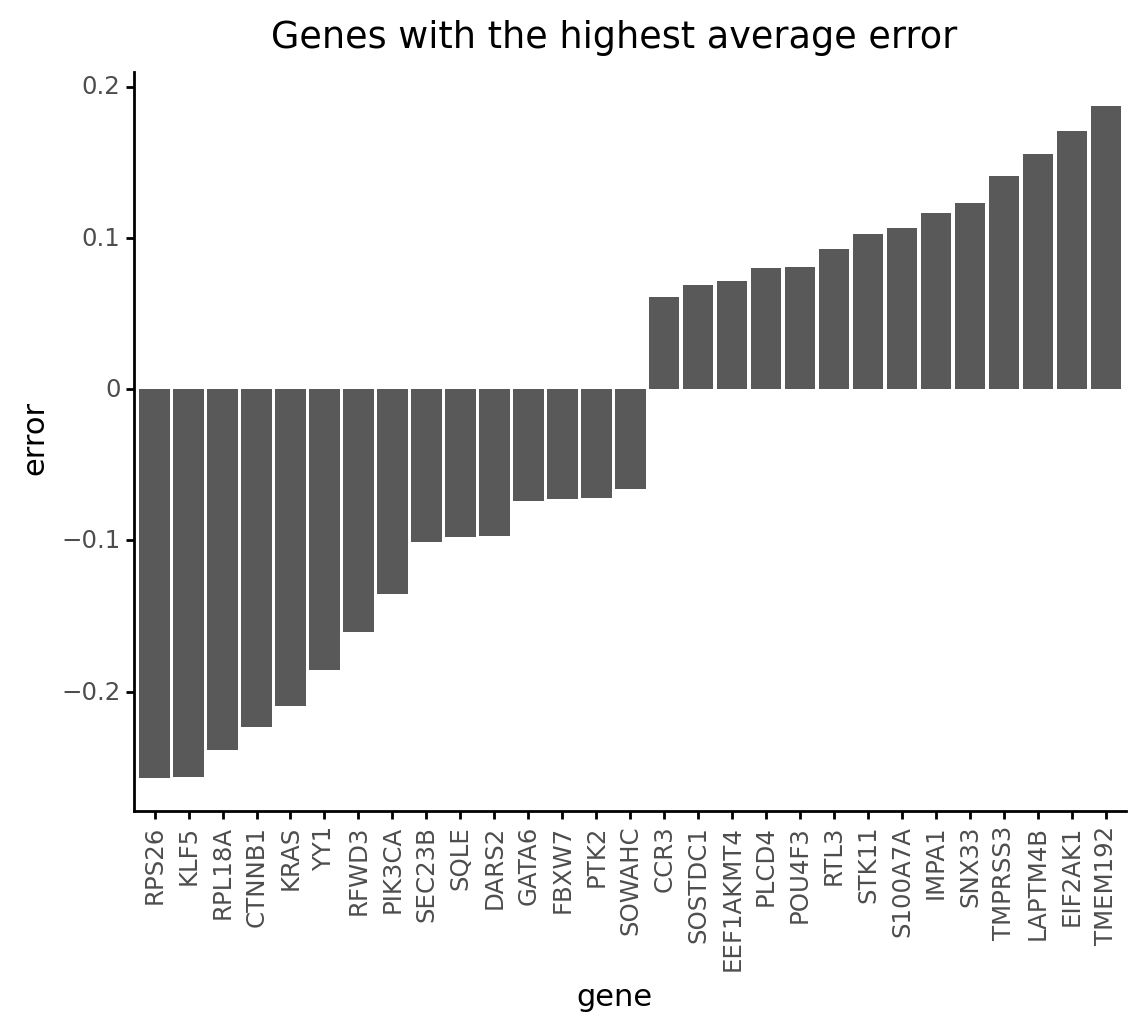 Genes with the highest average error
0.2
0.1
0
−0.1
−0.2
error
RPS26
KLF5
RPL18A
CTNNB1
KRAS
YY1
RFWD3
PIK3CA
SEC23B
SQLE
DARS2
GATA6
FBXW7
PTK2
SOWAHC
CCR3
SOSTDC1
EEF1AKMT4
PLCD4
POU4F3
RTL3
STK11
S100A7A
IMPA1
SNX33
TMPRSS3
LAPTM4B
EIF2AK1
TMEM192
gene